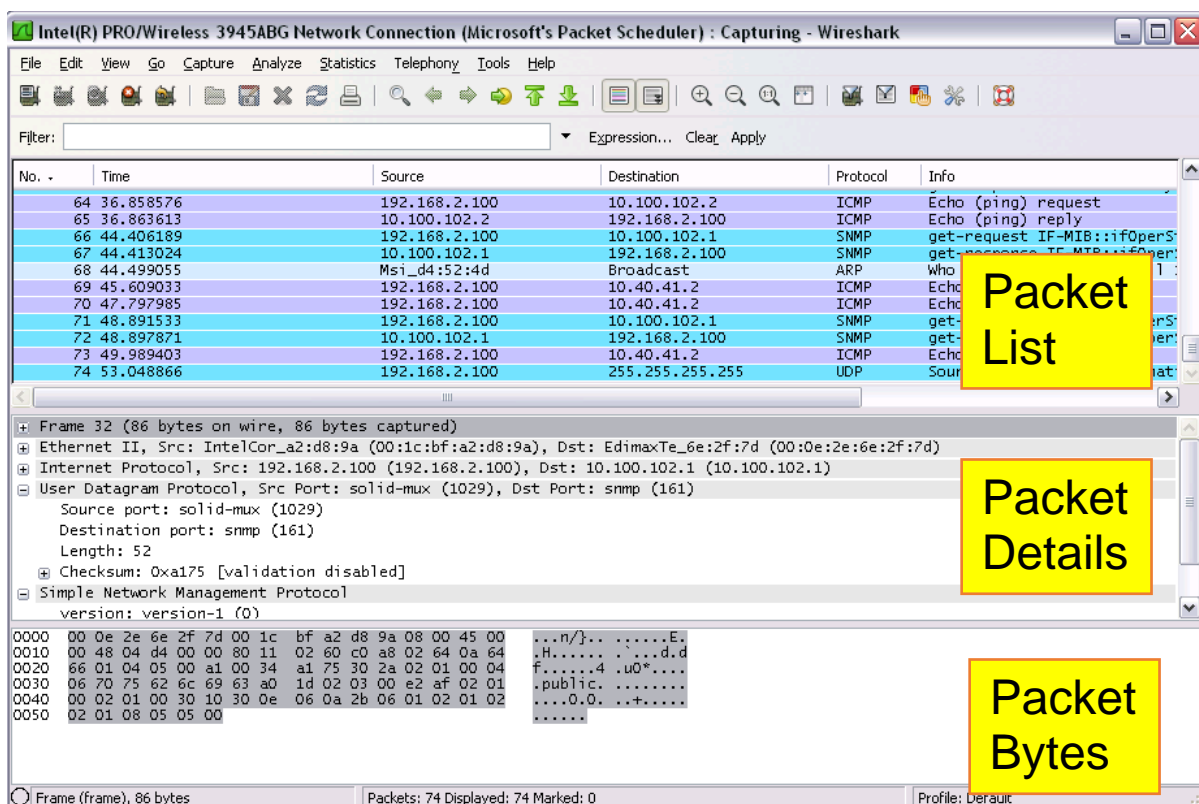 Intel(R) PRO/Wireless 3945ABG Network Connection (Microsoft's Packet Scheduler) : Capturing - Wireshark
File Edit View Go Capture Analyze Statistics Telephony Tools Help
Filter: Expression... Clear Apply
No. Time Source Destination Protocol Info
64 36.858576 192.168.2.100 10.100.102.2 ICMP Echo (ping) request
65 36.863613 10.100.102.2 192.168.2.100 ICMP Echo (ping) reply
66 44.406189 192.168.2.100 10.100.102.1 SNMP get-request IF-MIB::ifOperS
67 44.413024 10.100.102.1 192.168.2.100 SNMP
68 44.499055 Msi_d4:52:4d Broadcast ARP Who
69 45.609033 192.168.2.100 10.40.41.2 ICMP Echo
70 47.797985 192.168.2.100 10.40.41.2 ICMP Echo
71 48.891533 192.168.2.100 10.100.102.1 SNMP get-
72 48.897871 10.100.102.1 192.168.2.100 SNMP get-
73 49.989403 192.168.2.100 10.40.41.2 ICMP Echo
74 53.048866 192.168.2.100 255.255.255.255 UDP Sour
Packet
List
Frame 32 (86 bytes on wire, 86 bytes captured)
Ethernet II, Src: IntelCor_a2:d8:9a (00:1c:bf:a2:d8:9a), Dst: EdimaxTe_6e:2f:7d (00:0e:2e:6e:2f:7d)
Internet Protocol, Src: 192.168.2.100 (192.168.2.100), Dst: 10.100.102.1 (10.100.102.1)
User Datagram Protocol, Src Port: solid-mux (1029), Dst Port: snmp (161)
Source port: solid-mux (1029)
Destination port: snmp (161)
Length: 52
Checksum: 0xa175 [validation disabled]
Simple Network Management Protocol
version: version-1 (0)
Packet
Details
0000 00 0e 2e 6e 2f 7d 00 1c bf a2 d8 9a 08 00 45 00 ...n/}.. ......E.
0010 00 48 04 d4 00 00 80 11 02 60 c0 a8 02 64 0a 64 .H...... .`...d.d
0020 66 01 04 05 00 a1 00 34 a1 75 30 2a 02 01 00 04 f......4 .u0*....
0030 06 70 75 62 6c 69 63 a0 1d 02 03 00 e2 af 02 01 .public. ........
0040 00 02 01 00 30 10 30 0e 06 0a 2b 06 01 02 01 02 ....0.0. ..+.....
0050 02 01 08 05 05 00 ......
Packet
Bytes
Frame (frame), 86 bytes Packets: 74 Displayed: 74 Marked: 0 Profile: Default